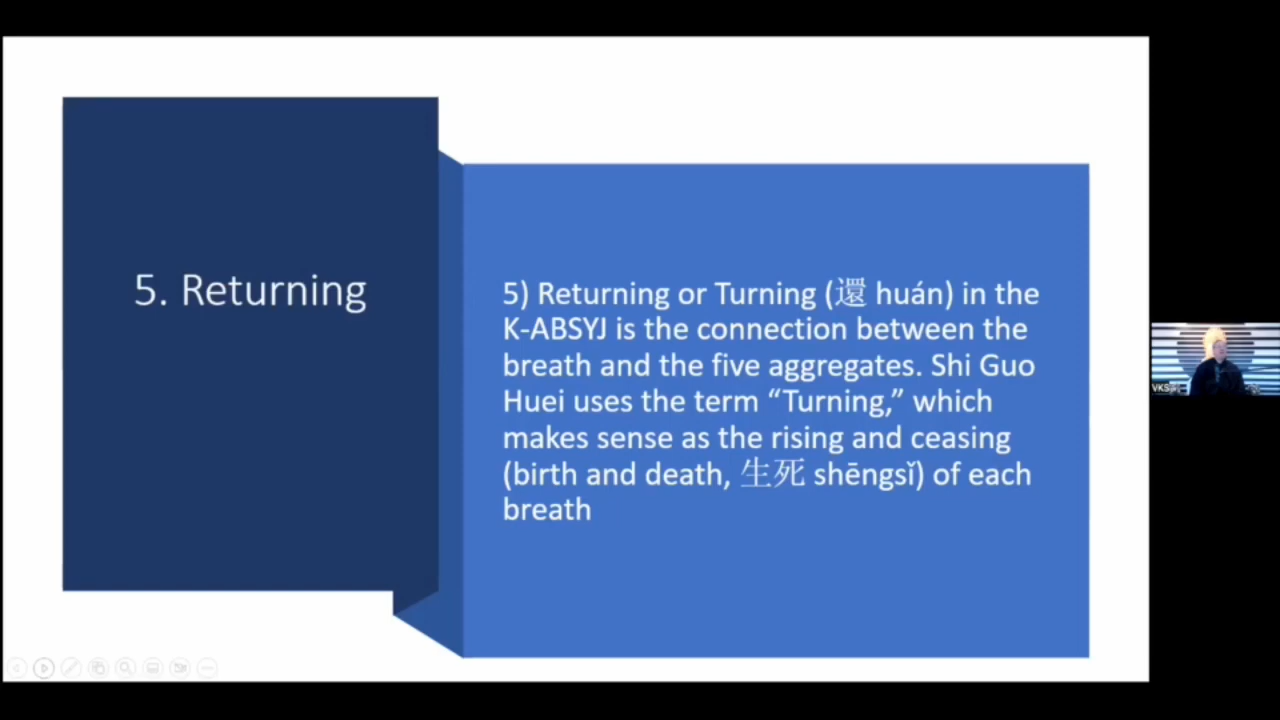 5. Returning
5) Returning or Turning (還 huán) in the
K-ABSYJ is the connection between the
breath and the five aggregates. Shi Guo
Huei uses the term “Turning,” which
makes sense as the rising and ceasing
(birth and death, 生死 shēngsǐ) of each
breath